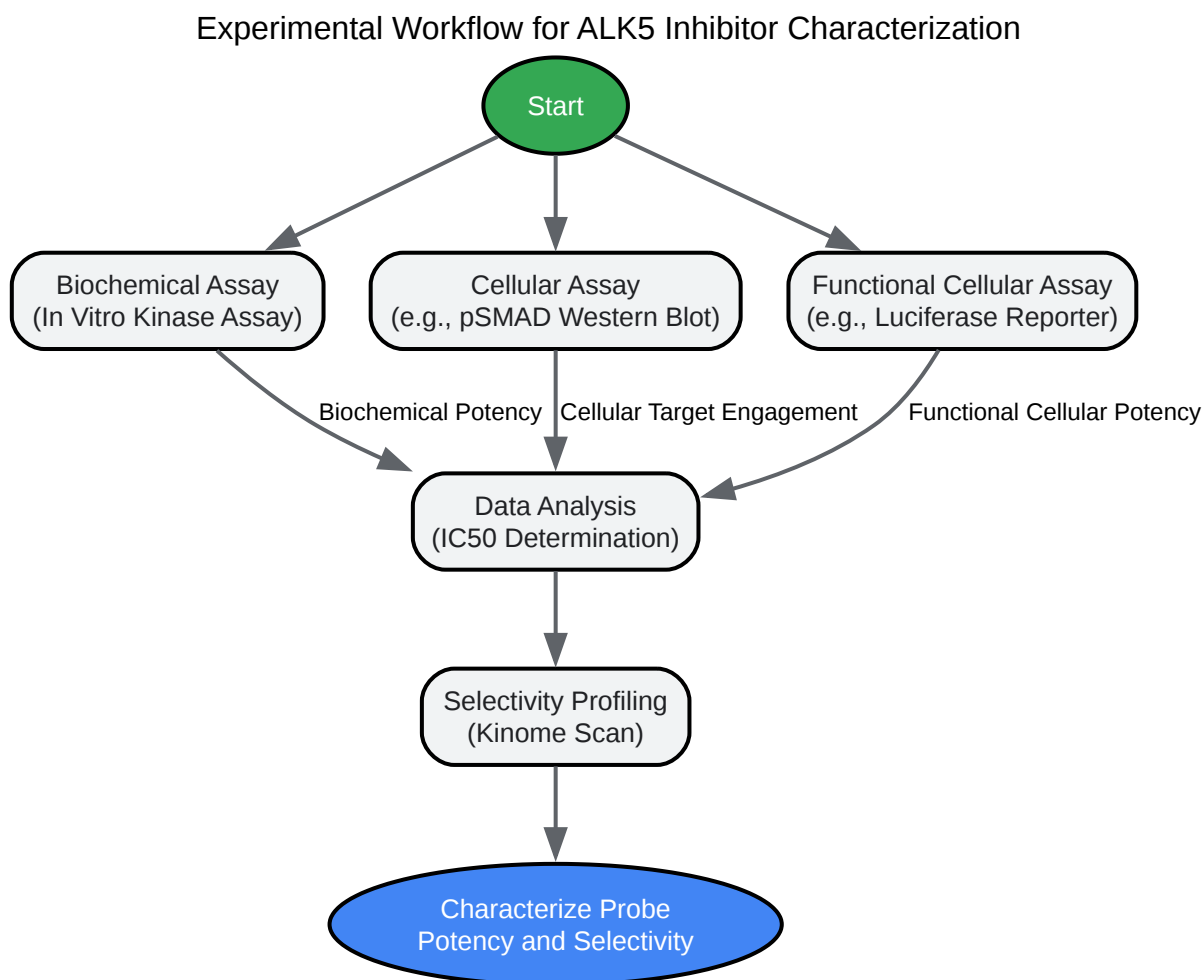 Experimental Workflow for ALK5 Inhibitor Characterization
Start
Biochemical Assay
(In Vitro Kinase Assay)
Cellular Assay
(e.g., pSMAD Western Blot)
Functional Cellular Assay
(e.g., Luciferase Reporter)
Biochemical Potency
Cellular Target Engagement
Functional Cellular Potency
Data Analysis
(IC50 Determination)
Selectivity Profiling
(Kinome Scan)
Characterize Probe
Potency and Selectivity